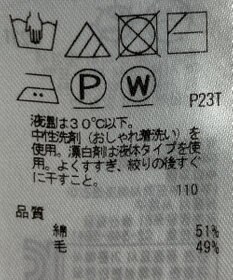 P
W
P23T
液温は30℃以下。
中性洗剤（おしゃれ着洗い）を
使用。漂白剤は液体タイプを使
用。よくすすぎ、絞りの後すぐ
に干すこと。
110
品質
綿 51%
毛 49%